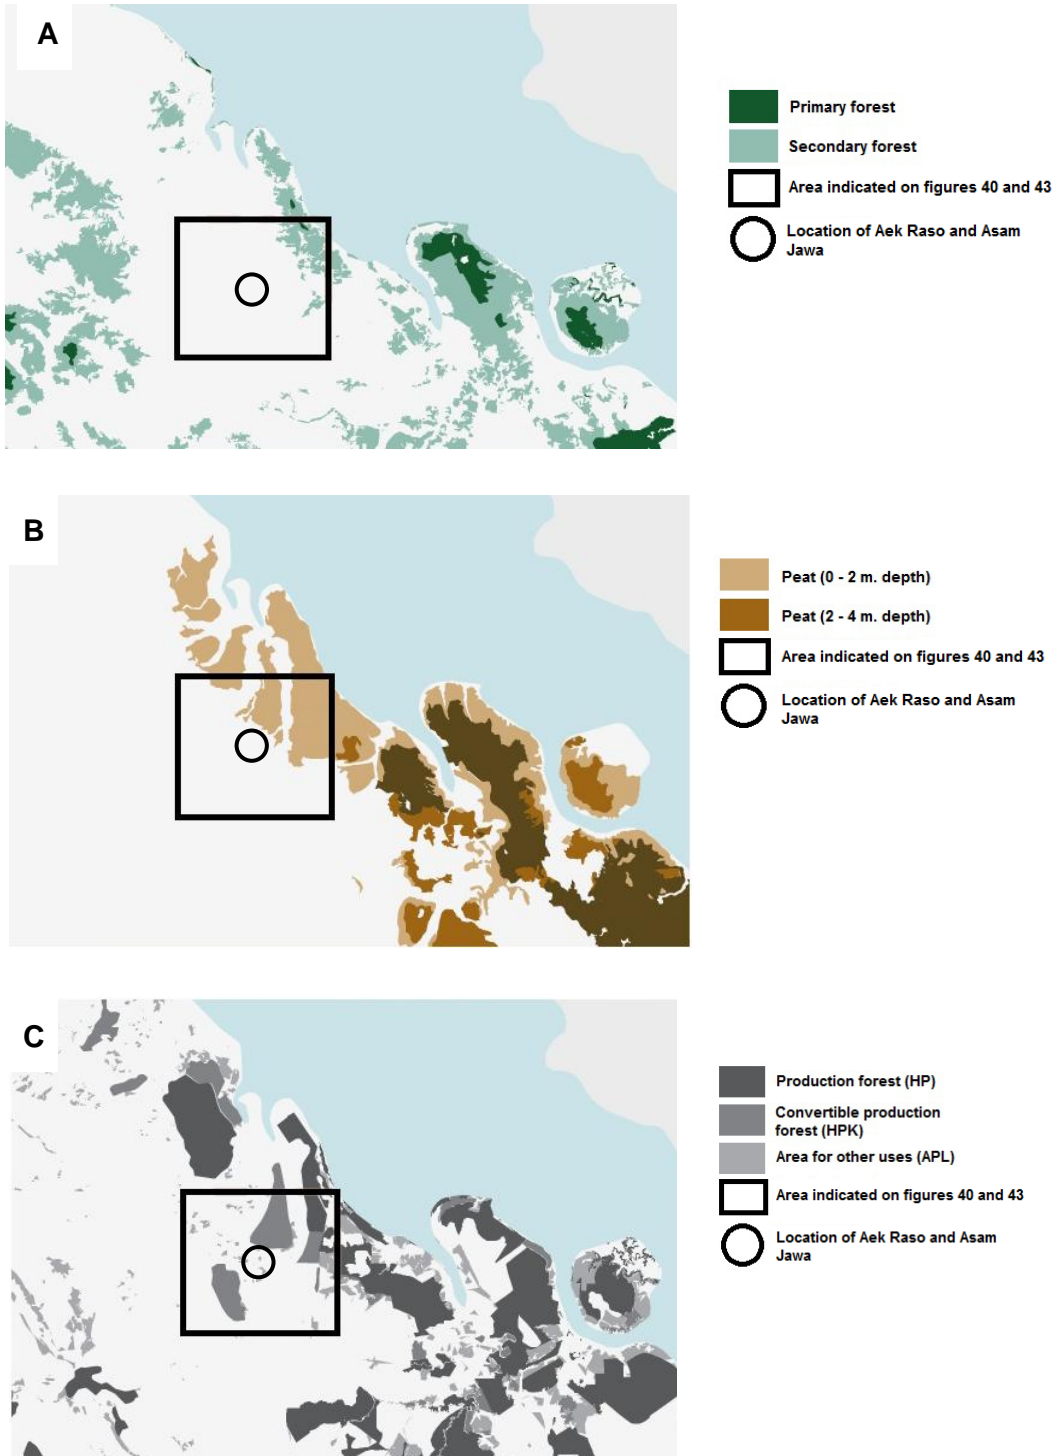 A
Primary forest
Secondary forest
Area indicated on figures 40 and 43
Location of Aek Raso and Asam
Jawa
B
Peat (0 - 2 m. depth)
Peat (2 - 4 m. depth)
Area indicated on figures 40 and 43
Location of Aek Raso and Asam
Jawa
C
Production forest (HP)
Convertible production
forest (HPK)
Area for other uses (APL)
Area indicated on figures 40 and 43
Location of Aek Raso and Asam
Jawa